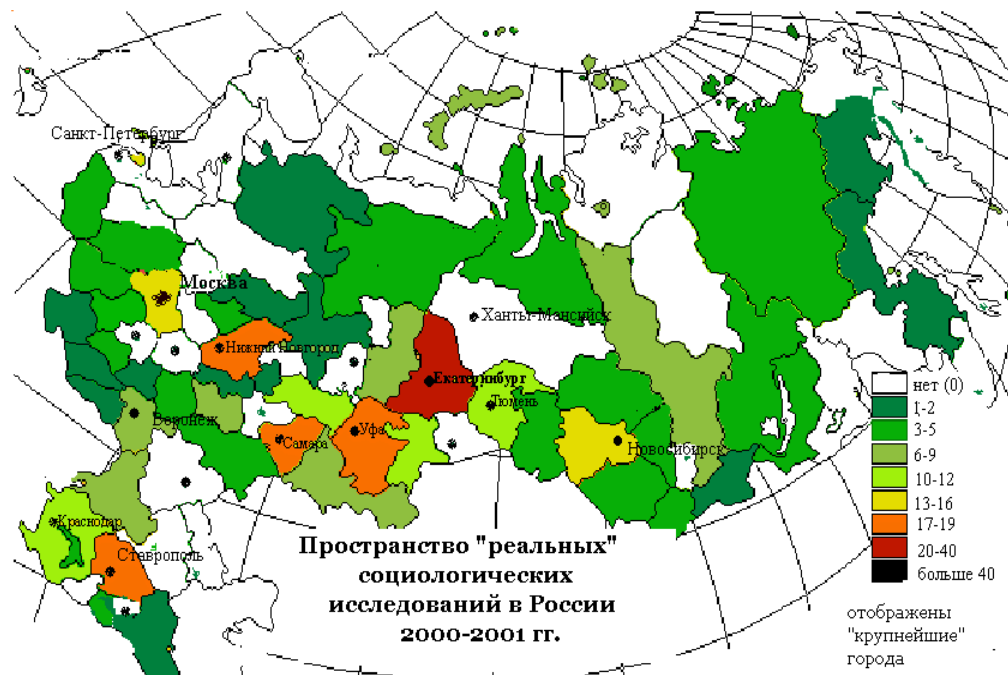 Санкт-Петербург
Москва
Ханты-Мансийск
Нижний Новгород
Екатеринбург
Тюмень
Воронеж
Самара
Уфа
Новосибирск
Краснодар
Ставрополь
Пространство "реальных"
социологических
исследований в России
2000-2001 гг.
нет (0)
1-2
3-5
6-9
10-12
13-16
17-19
20-40
больше 40
отображены
"крупнейшие"
города